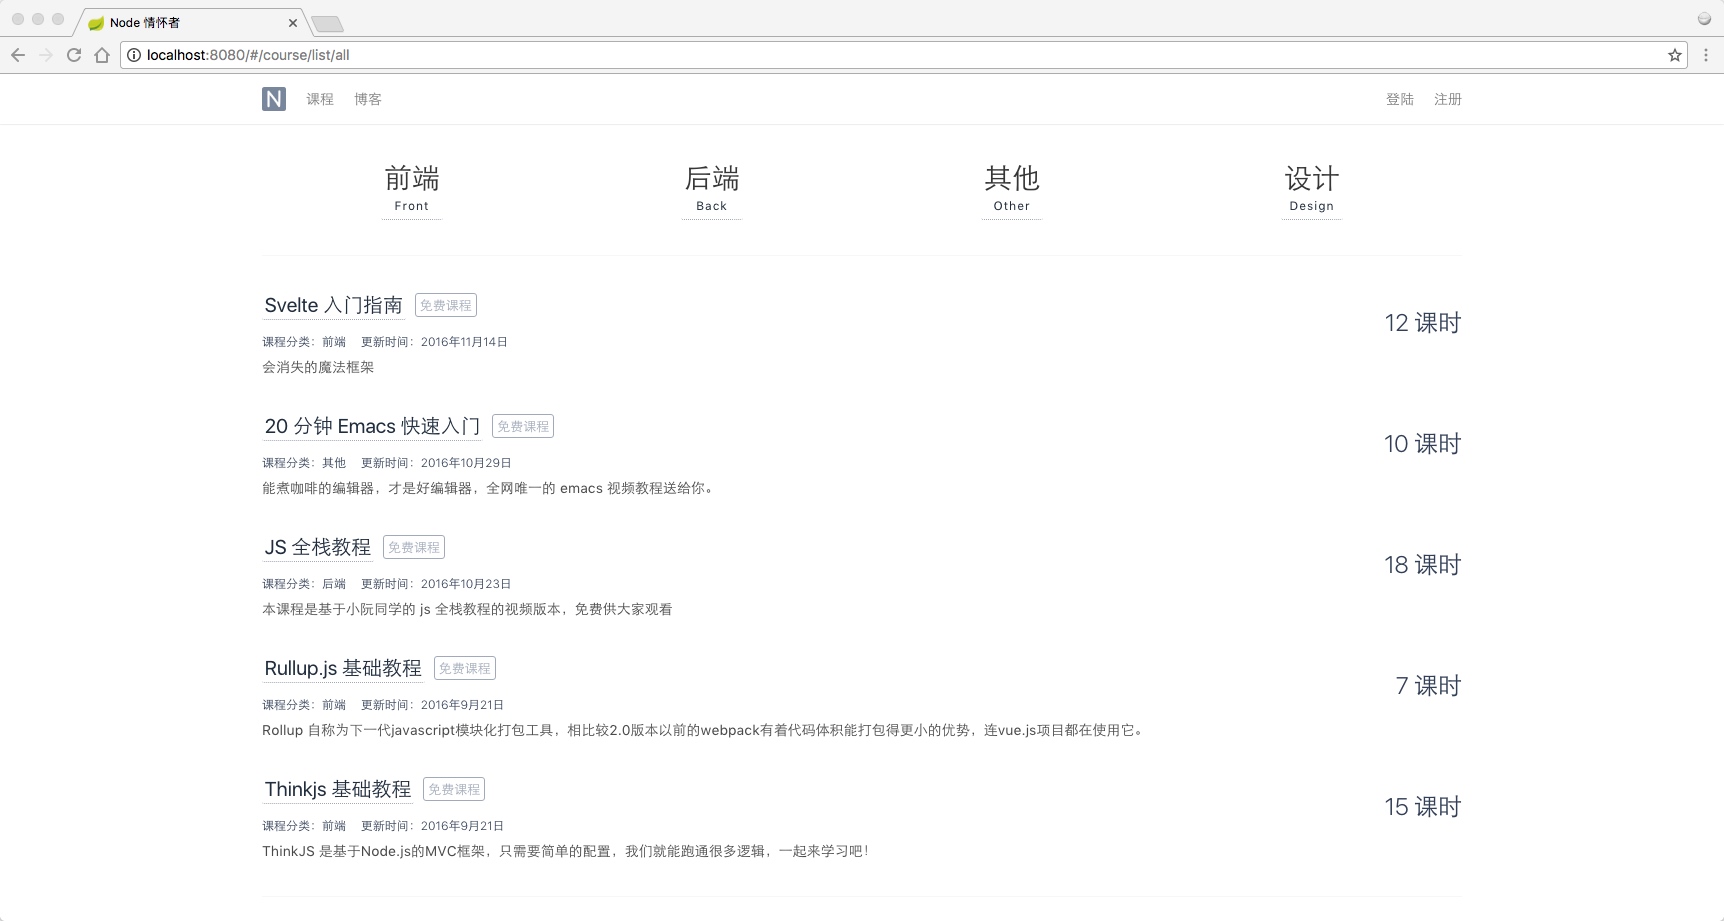 Node 情怀者
localhost:8080/#/course/list/all
N 课程 博客 登陆 注册
前端 后端 其他 设计
Front Back Other Design
Svelte 入门指南 免费课程
12 课时
课程分类：前端 更新时间：2016年11月14日
会消失的魔法框架
20 分钟 Emacs 快速入门 免费课程
10 课时
课程分类：其他 更新时间：2016年10月29日
能煮咖啡的编辑器，才是好编辑器，全网唯一的 emacs 视频教程送给你。
JS 全栈教程 免费课程
18 课时
课程分类：后端 更新时间：2016年10月23日
本课程是基于小阮同学的 js 全栈教程的视频版本，免费供大家观看
Rullup.js 基础教程 免费课程
7 课时
课程分类：前端 更新时间：2016年9月21日
Rollup 自称为下一代javascript模块化打包工具，相比较2.0版本以前的webpack有着代码体积能打包得更小的优势，连vue.js项目都在使用它。
Thinkjs 基础教程 免费课程
15 课时
课程分类：前端 更新时间：2016年9月21日
ThinkJS 是基于Node.js的MVC框架，只需要简单的配置，我们就能跑通很多逻辑，一起来学习吧！